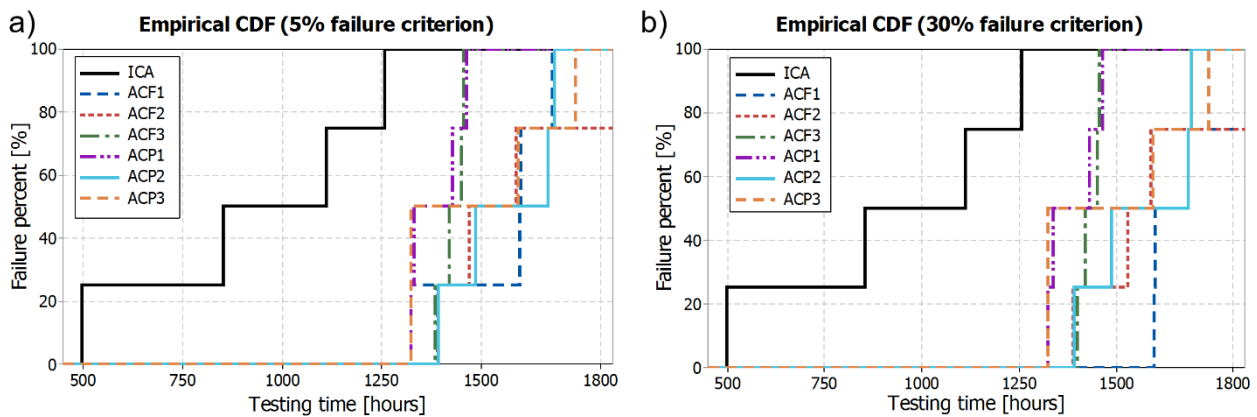 a)
Empirical CDF (5% failure criterion)
Failure percent [%]
100
80
60
40
20
0
ICA
ACF1
ACF2
ACF3
ACP1
ACP2
ACP3
500 750 1000 1250 1500 1800
Testing time [hours]
b)
Empirical CDF (30% failure criterion)
Failure percent [%]
100
80
60
40
20
0
ICA
ACF1
ACF2
ACF3
ACP1
ACP2
ACP3
500 750 1000 1250 1500 1800
Testing time [hours]